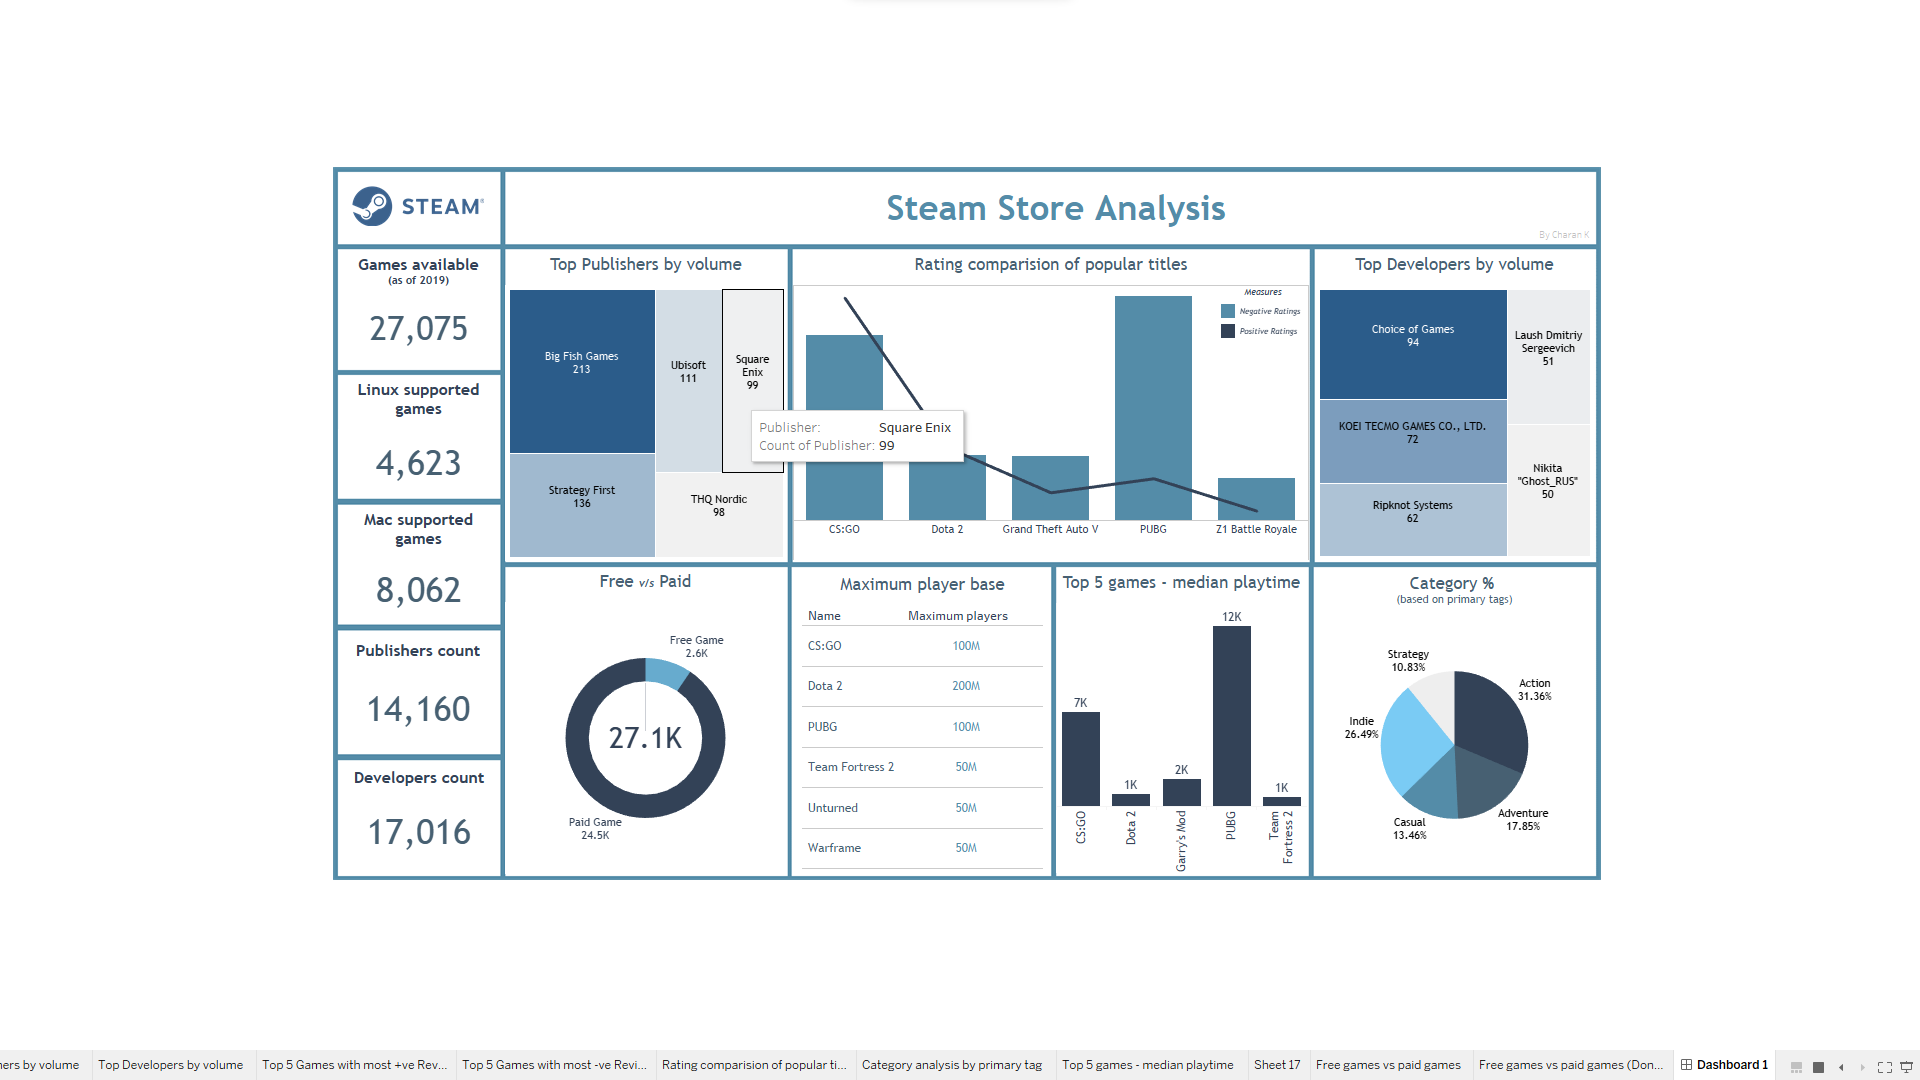 STEAM®
Steam Store Analysis
By Charan K
Games available
(as of 2019)
27,075
Linux supported
games
4,623
Mac supported
games
8,062
Publishers count
14,160
Developers count
17,016
Top Publishers by volume
Big Fish Games
213
Strategy First
136
Ubisoft
111
Square
Enix
99
THQ Nordic
98
Publisher: Square Enix
Count of Publisher: 99
Rating comparision of popular titles
Measures
Negative Ratings
Positive Ratings
CS:GO
Dota 2
Grand Theft Auto V
PUBG
Z1 Battle Royale
Top Developers by volume
Choice of Games
94
KOEI TECMO GAMES CO., LTD.
72
Ripknot Systems
62
Laush Dmitriy
Sergeevich
51
Nikita
"Ghost_RUS"
50
Free v/s Paid
Free Game
2.6K
27.1K
Paid Game
24.5K
Maximum player base
Name Maximum players
CS:GO 100M
Dota 2 200M
PUBG 100M
Team Fortress 2 50M
Unturned 50M
Warframe 50M
Top 5 games - median playtime
7K
1K
2K
12K
1K
CS:GO
Dota 2
Garry's Mod
PUBG
Team
Fortress 2
Category %
(based on primary tags)
Strategy
10.83%
Action
31.36%
Indie
26.49%
Adventure
17.85%
Casual
13.46%
ners by volume
Top Developers by volume
Top 5 Games with most +ve Rev...
Top 5 Games with most -ve Revi...
Rating comparision of popular ti...
Category analysis by primary tag
Top 5 games - median playtime
Sheet 17
Free games vs paid games
Free games vs paid games (Don...
Dashboard 1